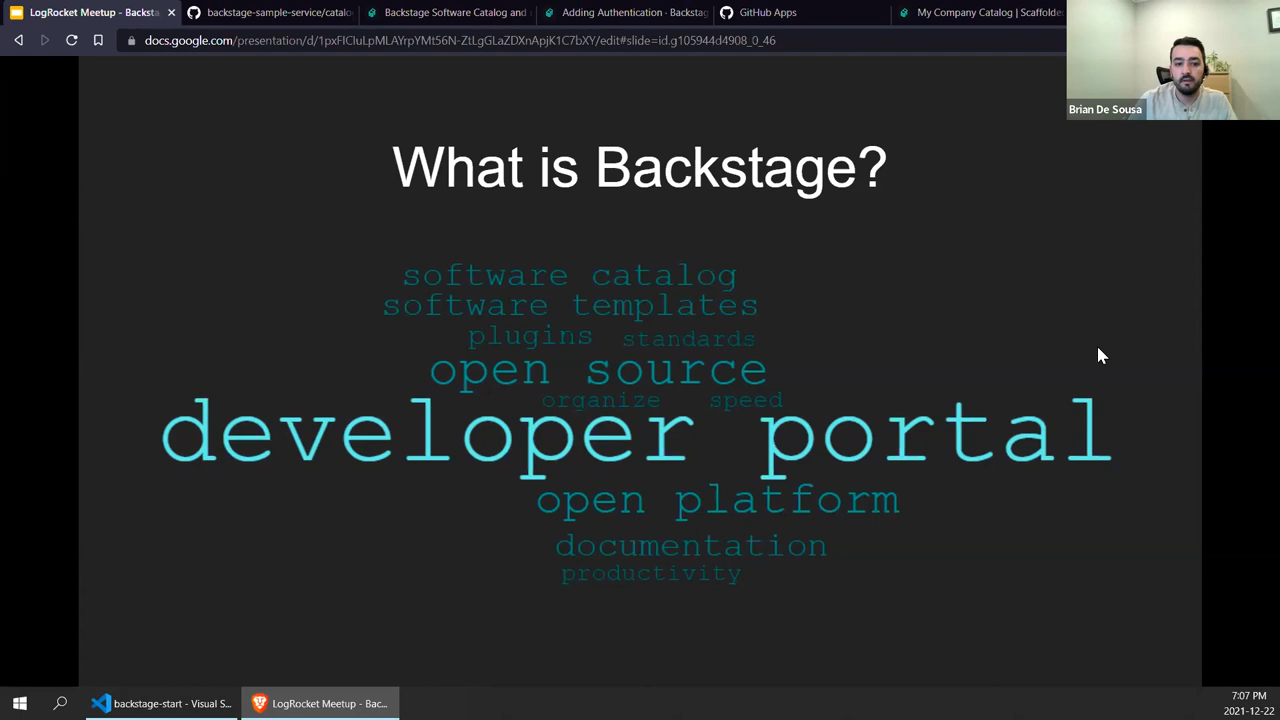 LogRocket Meetup - Backsta
backstage-sample-service/catalo
Backstage Software Catalog and
Adding Authentication · Backstag
GitHub Apps
My Company Catalog | Scaffolde
docs.google.com/presentation/d/1pxFICIuLpMLAYrpYMt56N-ZtLgGLaZDXnApjK1C7bXY/edit#slide=id.g105944d4908_0_46
Brian De Sousa
What is Backstage?
software catalog
software templates
plugins standards
open source
organize speed
developer portal
open platform
documentation
productivity
backstage-start - Visual S...
LogRocket Meetup - Bac...
7:07 PM
2021-12-22